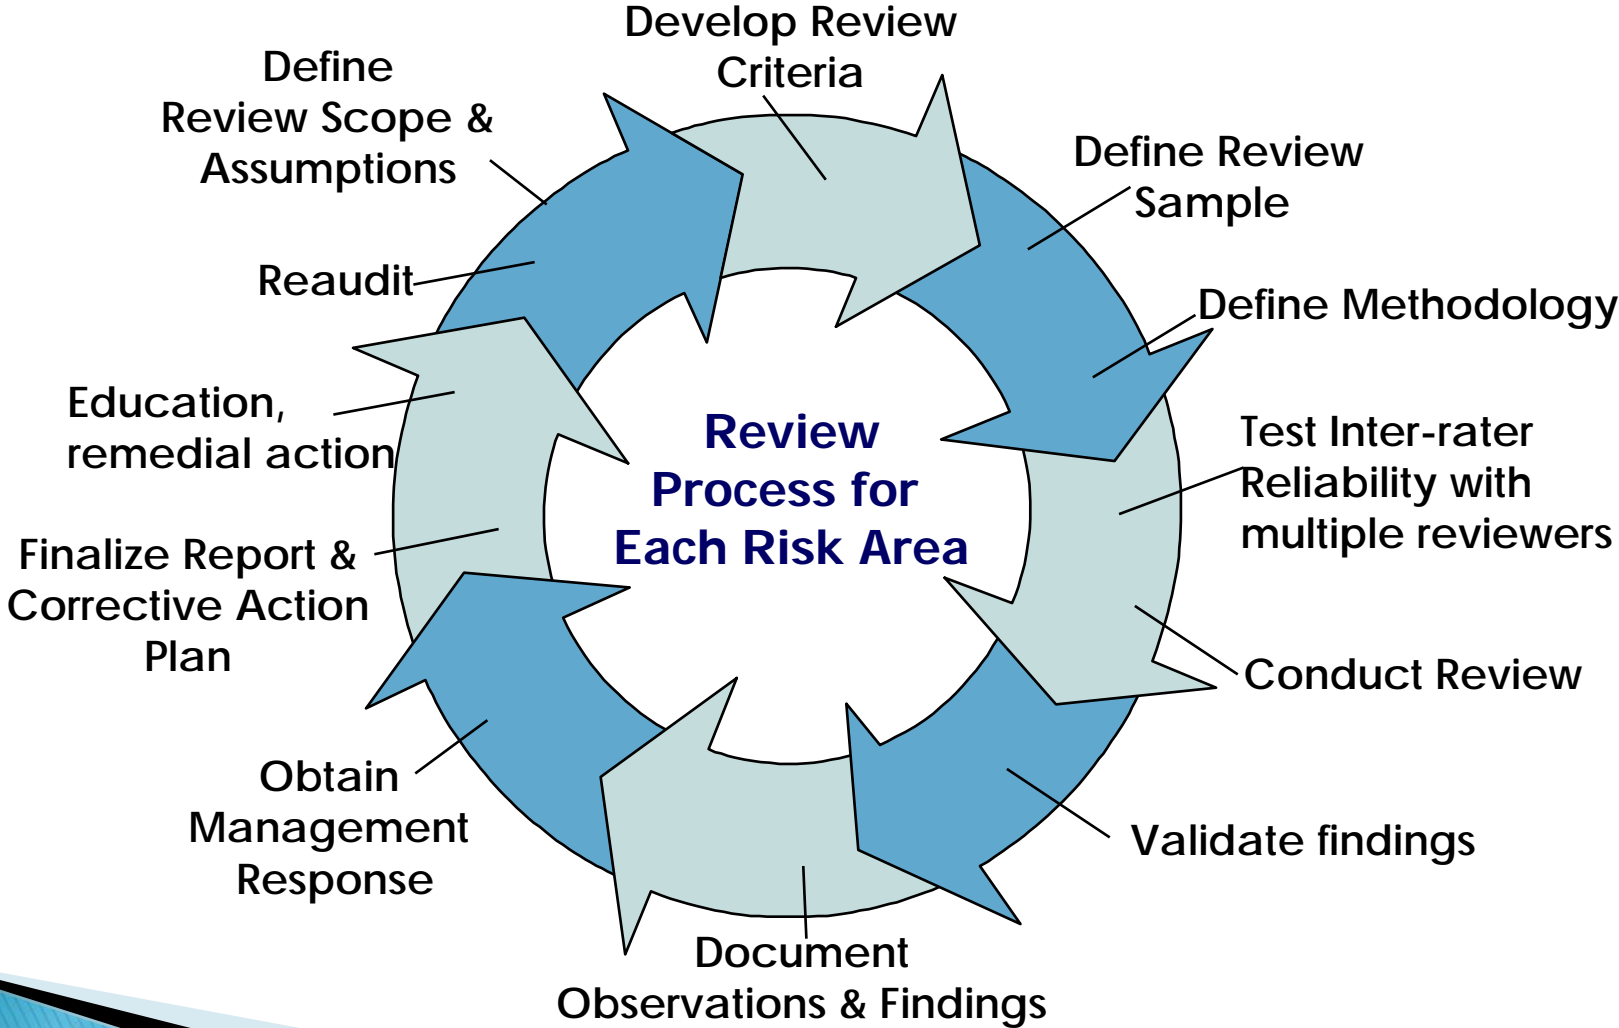 Develop Review
Criteria
Define
Review Scope &
Assumptions
Define Review
Sample
Reaudit
Define Methodology
Education,
remedial action
Review
Process for
Each Risk Area
Test Inter-rater
Reliability with
multiple reviewers
Finalize Report &
Corrective Action
Plan
Conduct Review
Obtain
Management
Response
Validate findings
Document
Observations & Findings